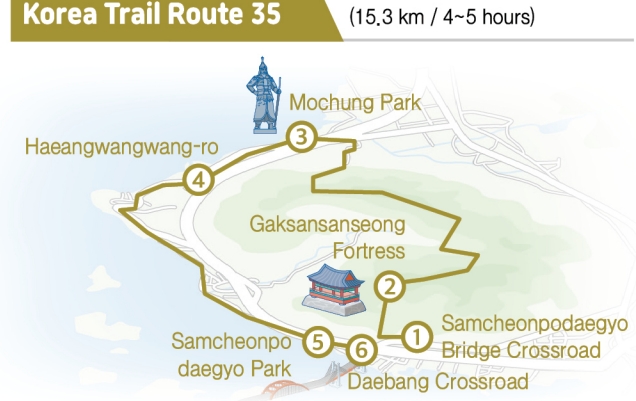 Korea Trail Route 35
(15.3 km / 4~5 hours)
Mochung Park
3
Haeangwangwang-ro
4
Gaksansanseong
Fortress
2
Samcheonpodaegyo
Bridge Crossroad
1
Samcheonpo
daegyo Park
5
6
Daebang Crossroad